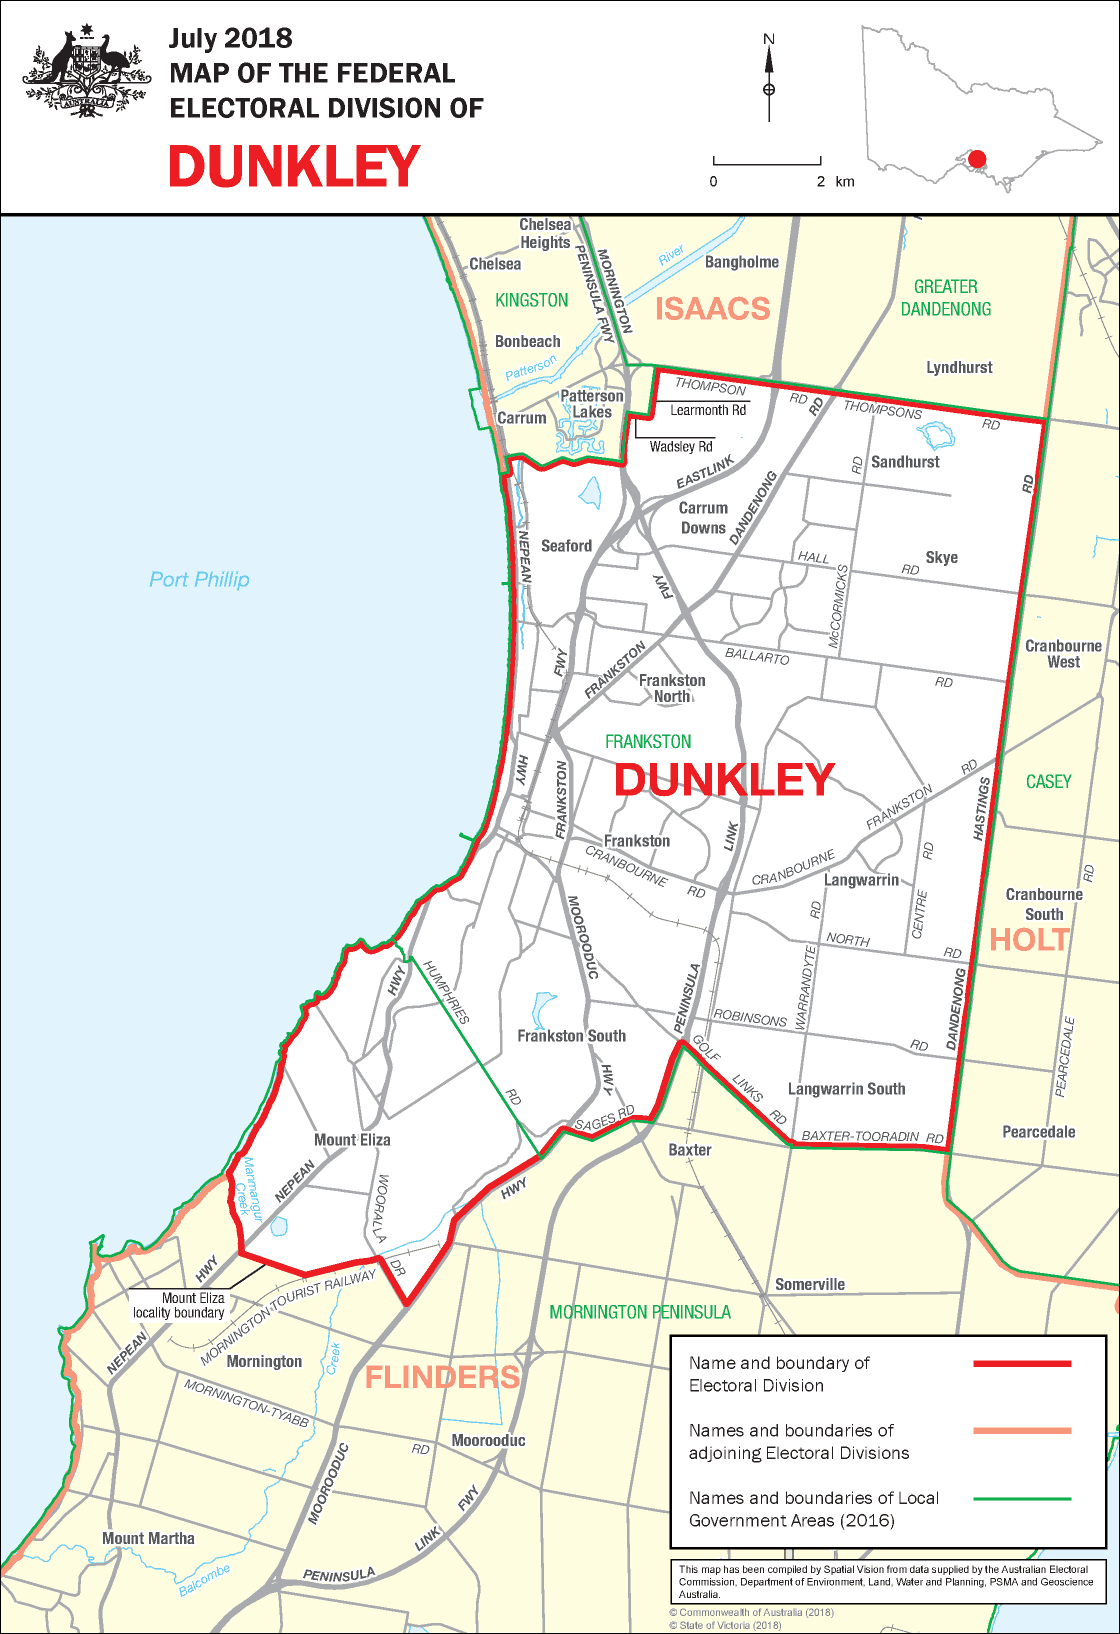 July 2018
MAP OF THE FEDERAL
ELECTORAL DIVISION OF
DUNKLEY
AUSTRALIA
N
0 2 km
Chelsea
Heights
Chelsea
KINGSTON
Bonbeach
MORNINGTON
PENINSULA FWY
River
Bangholme
ISAACS
GREATER
DANDENONG
Lyndhurst
Patterson
Patterson
Lakes
Carrum
THOMPSON
RD
RD
THOMPSONS
RD
Learmonth Rd
Wadsley Rd
EASTLINK
DANDENONG
RD
Sandhurst
RD
Carrum
Downs
Seaford
NEPEAN
HALL
RD
Skye
McCORMICKS
Port Phillip
FWY
FWY
FRANKSTON
BALLARTO
RD
Cranbourne
West
Frankston
North
FRANKSTON
DUNKLEY
HWY
FRANKSTON
LINK
FRANKSTON
RD
HASTINGS
CASEY
Frankston
CRANBOURNE
RD
CRANBOURNE
Langwarrin
RD
CENTRE
RD
RD
Cranbourne
South
HOLT
MOOROODUC
NORTH
RD
WARRANDYTE
HWY
HUMPHRIES
RD
PENINSULA
ROBINSONS
RD
DANDENONG
PEARCEDALE
Frankston South
GOLF
LINKS
RD
HWY
Langwarrin South
SAGES RD
BAXTER-TOORADIN RD
Pearcedale
Baxter
Mount Eliza
NEPEAN
Manmangur
Creek
WOORALLA
DR
HWY
HWY
Mount Eliza
locality boundary
MORNINGTON TOURIST RAILWAY
Somerville
MORNINGTON PENINSULA
NEPEAN
Mornington
Creek
FLINDERS
MORNINGTON-TYABB
RD
Moorooduc
MOOROODUC
FWY
LINK
PENINSULA
Mount Martha
Balcombe
Name and boundary of
Electoral Division
Names and boundaries of
adjoining Electoral Divisions
Names and boundaries of Local
Government Areas (2016)
This map has been compiled by Spatial Vision from data supplied by the Australian Electoral
Commission, Department of Environment, Land, Water and Planning, PSMA and Geoscience
Australia.
© Commonwealth of Australia (2018)
© State of Victoria (2018)